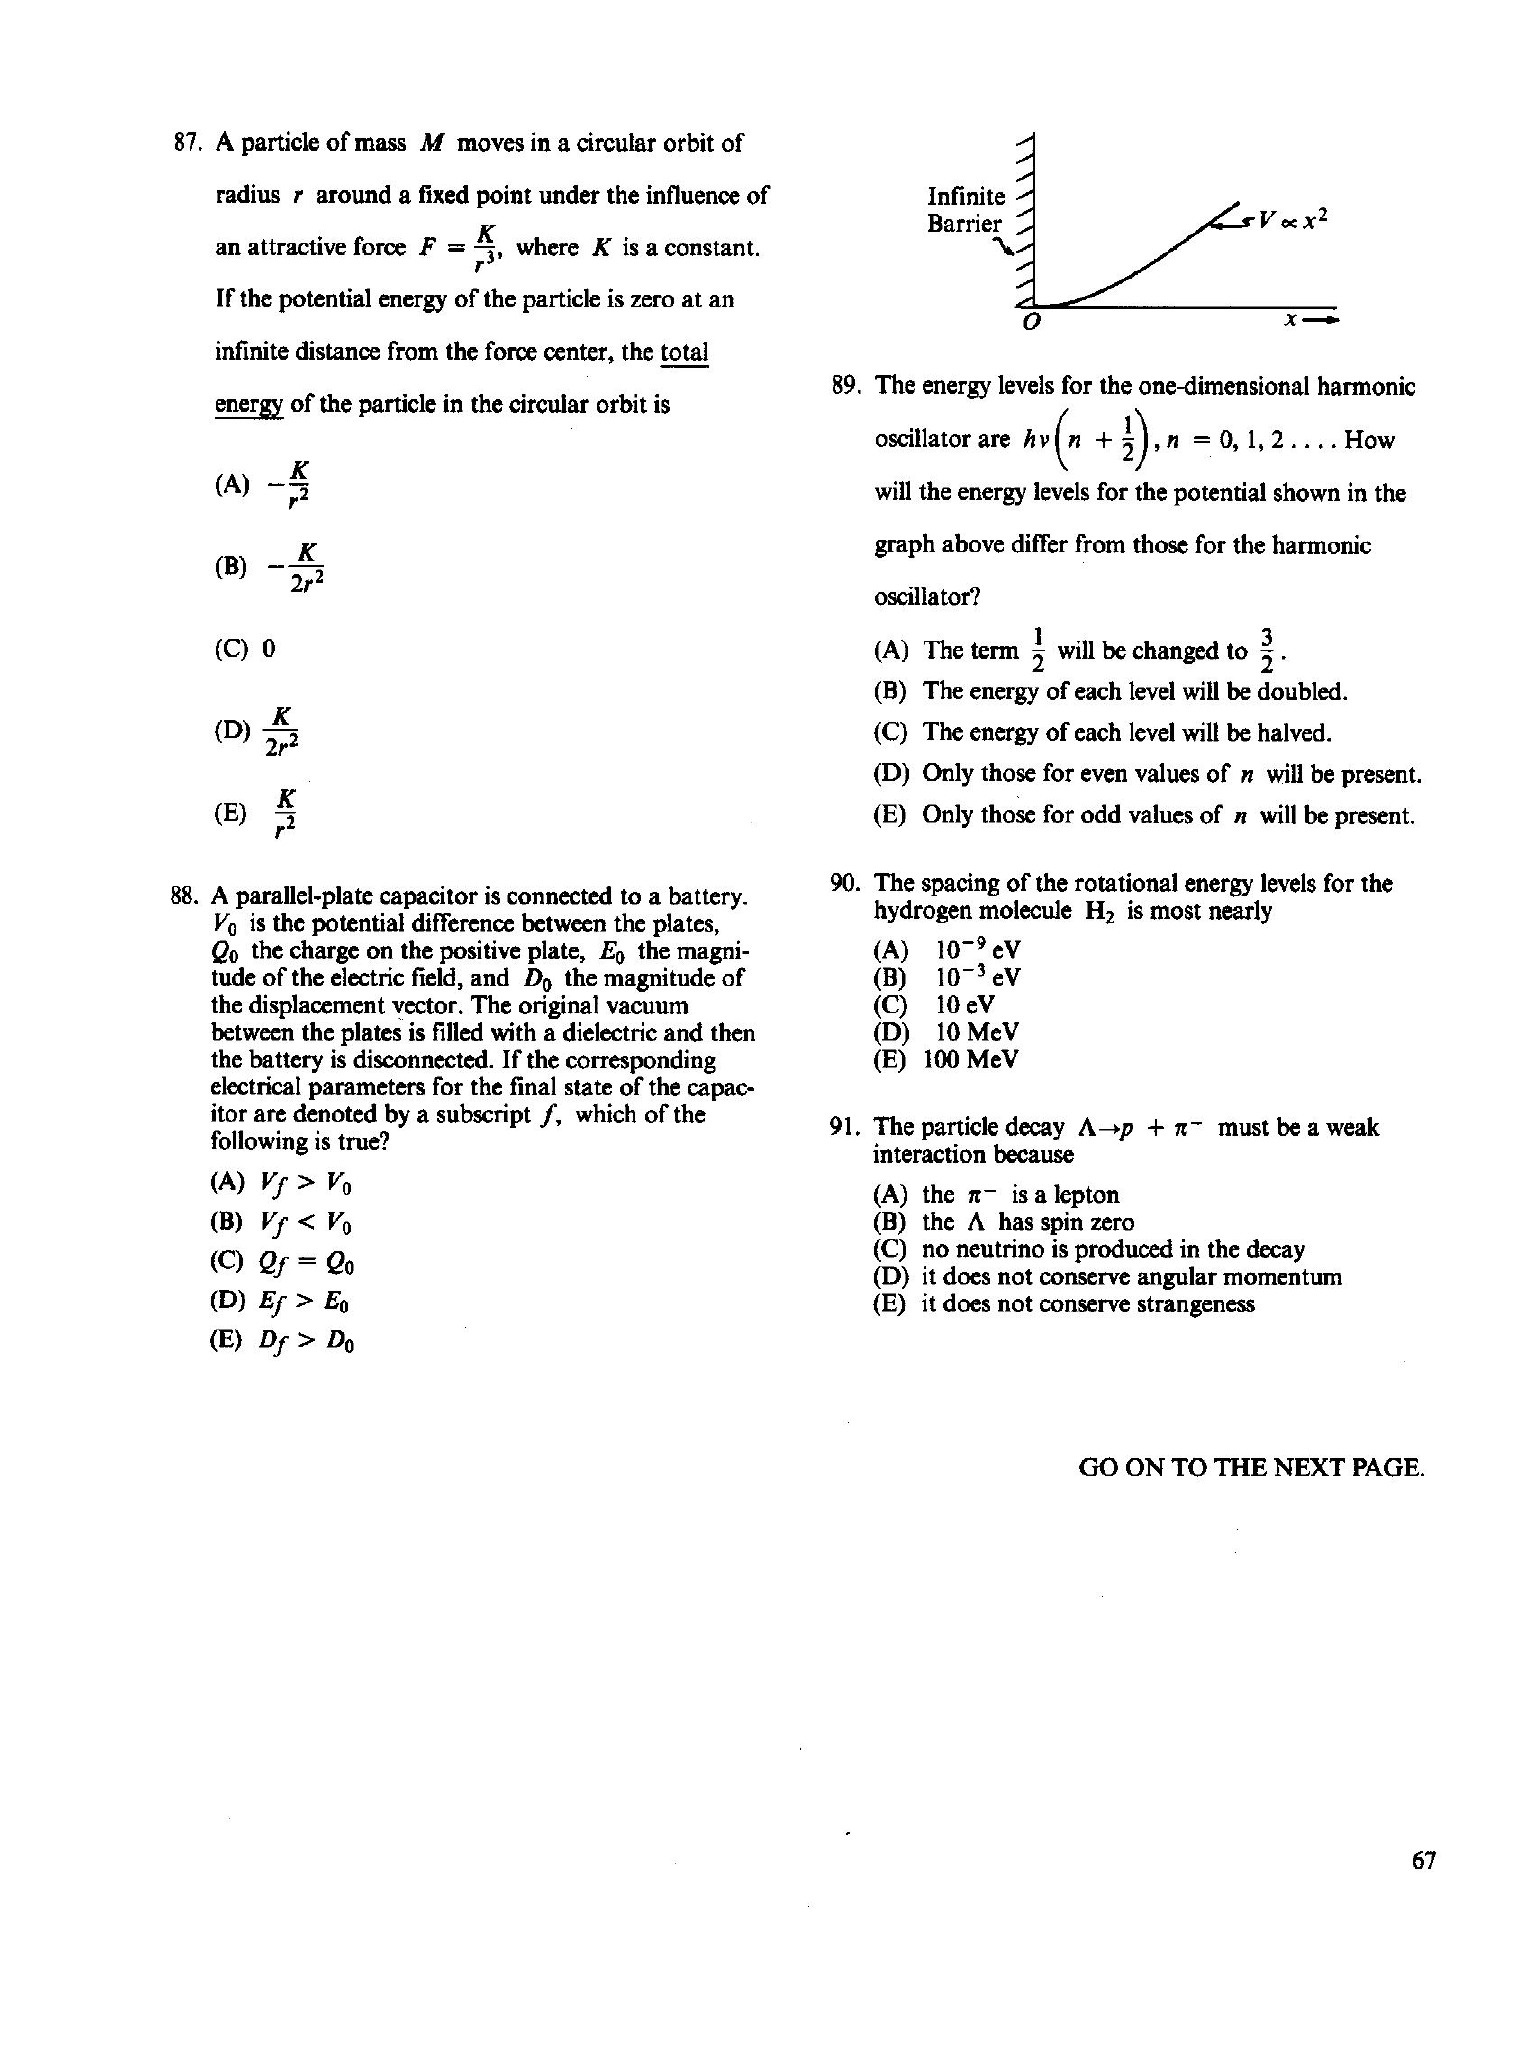 87. A particle of mass M moves in a circular orbit of
radius r around a fixed point under the influence of
an attractive force F = K/r³, where K is a constant.
If the potential energy of the particle is zero at an
infinite distance from the force center, the total
energy of the particle in the circular orbit is
(A) −K/r²
(B) −K/2r²
(C) 0
(D) K/2r²
(E) K/r²
88. A parallel-plate capacitor is connected to a battery.
V₀ is the potential difference between the plates,
Q₀ the charge on the positive plate, E₀ the magni-
tude of the electric field, and D₀ the magnitude of
the displacement vector. The original vacuum
between the plates is filled with a dielectric and then
the battery is disconnected. If the corresponding
electrical parameters for the final state of the capac-
itor are denoted by a subscript f, which of the
following is true?
(A) Vf > V₀
(B) Vf < V₀
(C) Qf = Q₀
(D) Ef > E₀
(E) Df > D₀
Infinite
Barrier
V ∝ x²
O
x
89. The energy levels for the one-dimensional harmonic
oscillator are hν(n + 1/2), n = 0, 1, 2 . . . . How
will the energy levels for the potential shown in the
graph above differ from those for the harmonic
oscillator?
(A) The term 1/2 will be changed to 3/2.
(B) The energy of each level will be doubled.
(C) The energy of each level will be halved.
(D) Only those for even values of n will be present.
(E) Only those for odd values of n will be present.
90. The spacing of the rotational energy levels for the
hydrogen molecule H₂ is most nearly
(A) 10⁻⁹ eV
(B) 10⁻³ eV
(C) 10 eV
(D) 10 MeV
(E) 100 MeV
91. The particle decay Λ→p + π⁻ must be a weak
interaction because
(A) the π⁻ is a lepton
(B) the Λ has spin zero
(C) no neutrino is produced in the decay
(D) it does not conserve angular momentum
(E) it does not conserve strangeness
GO ON TO THE NEXT PAGE.
67